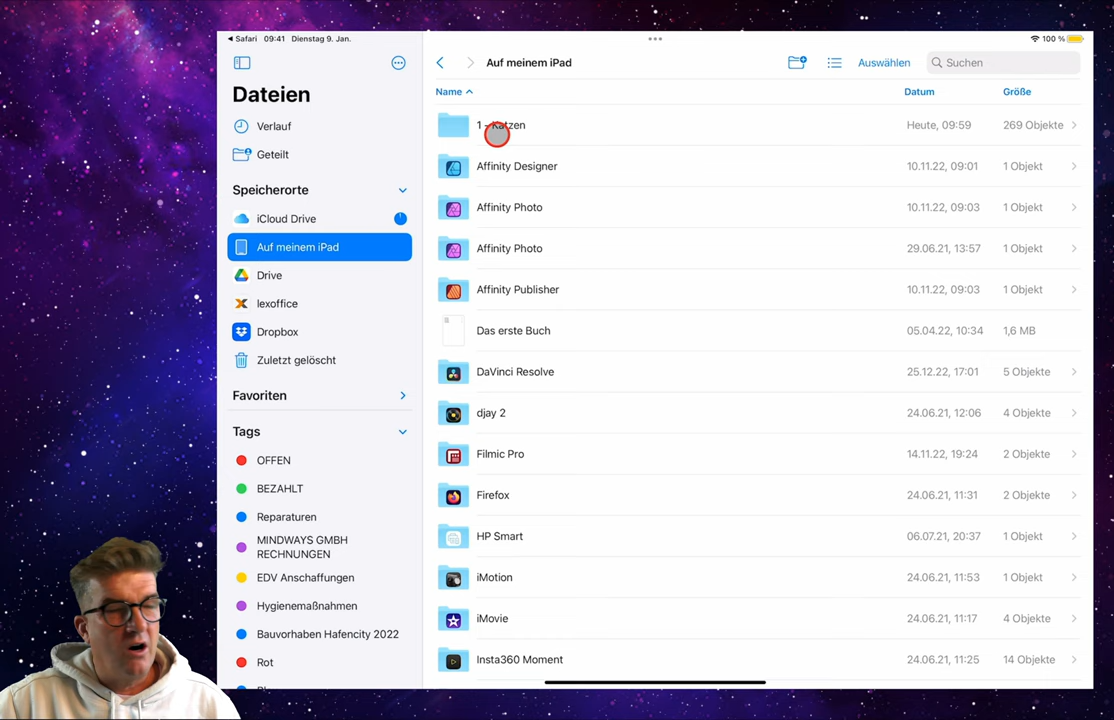 Safari 09:41 Dienstag 9. Jan.
100 %
Dateien
Verlauf
Geteilt
Speicherorte
iCloud Drive
Auf meinem iPad
Drive
lexoffice
Dropbox
Zuletzt gelöscht
Favoriten
Tags
OFFEN
BEZAHLT
Reparaturen
MINDWAYS GMBH
RECHNUNGEN
EDV Anschaffungen
Hygienemaßnahmen
Bauvorhaben Hafencity 2022
Rot
Auf meinem iPad
Auswählen
Suchen
Name Datum Größe
1 - Katzen Heute, 09:59 269 Objekte
Affinity Designer 10.11.22, 09:01 1 Objekt
Affinity Photo 10.11.22, 09:03 1 Objekt
Affinity Photo 29.06.21, 13:57 1 Objekt
Affinity Publisher 10.11.22, 09:03 1 Objekt
Das erste Buch 05.04.22, 10:34 1,6 MB
DaVinci Resolve 25.12.22, 17:01 5 Objekte
djay 2 24.06.21, 12:06 4 Objekte
Filmic Pro 14.11.22, 19:24 2 Objekte
Firefox 24.06.21, 11:31 2 Objekte
HP Smart 06.07.21, 20:37 1 Objekt
iMotion 24.06.21, 11:53 1 Objekt
iMovie 24.06.21, 11:17 4 Objekte
Insta360 Moment 24.06.21, 11:25 14 Objekte